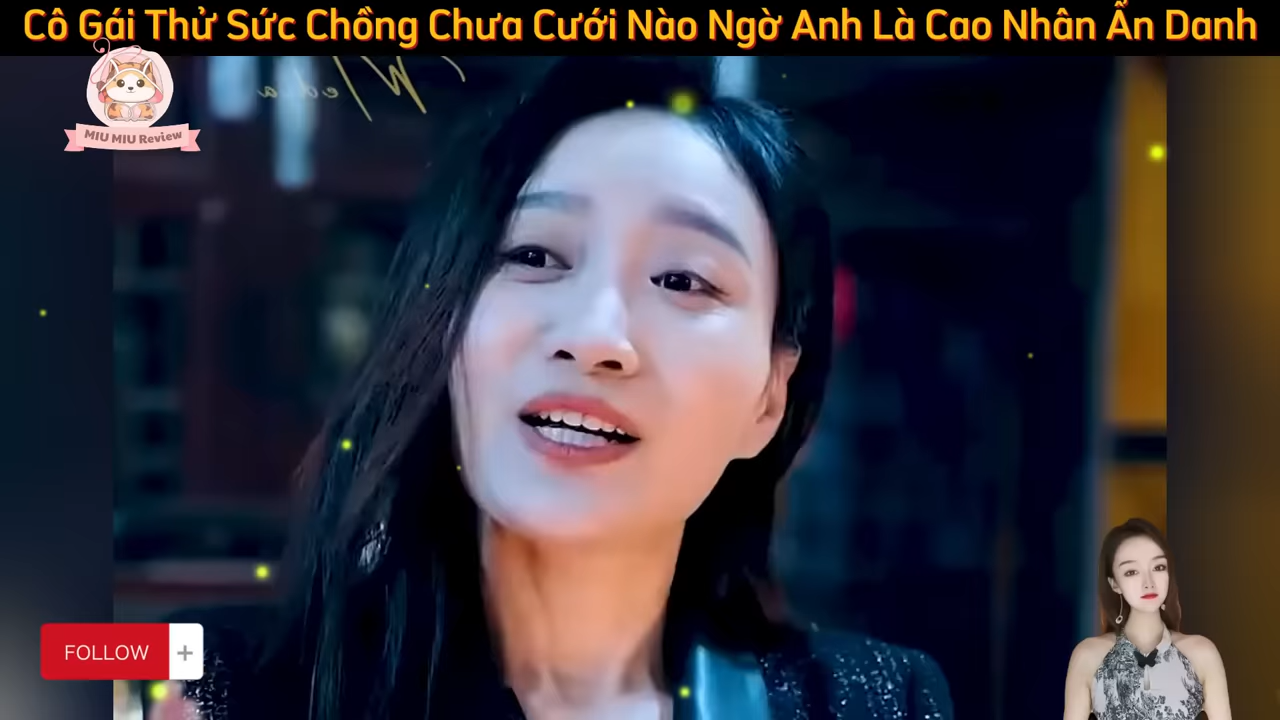 Cô Gái Thử Sức Chồng Chưa Cưới Nào Ngờ Anh Là Cao Nhân Ẩn Danh
Media
MIU MIU Review
FOLLOW +